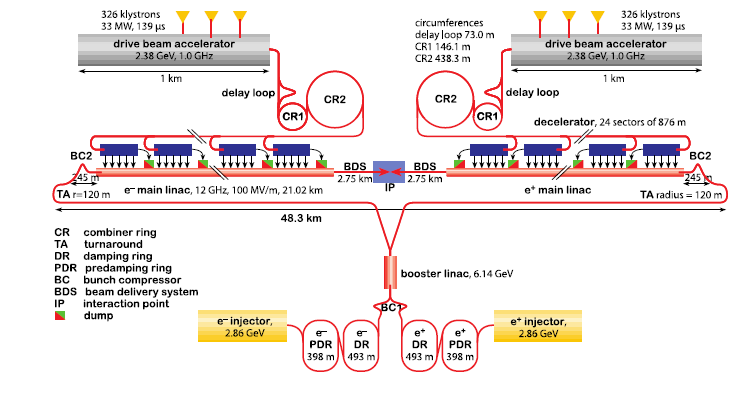 326 klystrons
33 MW, 139 µs
drive beam accelerator
2.38 GeV, 1.0 GHz
1 km
delay loop
CR1
CR2
circumferences
delay loop 73.0 m
CR1 146.1 m
CR2 438.3 m
326 klystrons
33 MW, 139 µs
drive beam accelerator
2.38 GeV, 1.0 GHz
1 km
delay loop
CR2
CR1
decelerator, 24 sectors of 876 m
BC2
245 m
TA r=120 m
e– main linac, 12 GHz, 100 MV/m, 21.02 km
BDS
2.75 km
IP
BDS
2.75 km
e+ main linac
BC2
245 m
TA radius = 120 m
48.3 km
CR combiner ring
TA turnaround
DR damping ring
PDR predamping ring
BC bunch compressor
BDS beam delivery system
IP interaction point
dump
booster linac, 6.14 GeV
BC1
e– injector,
2.86 GeV
e–
PDR
398 m
e–
DR
493 m
e+
DR
493 m
e+
PDR
398 m
e+ injector,
2.86 GeV